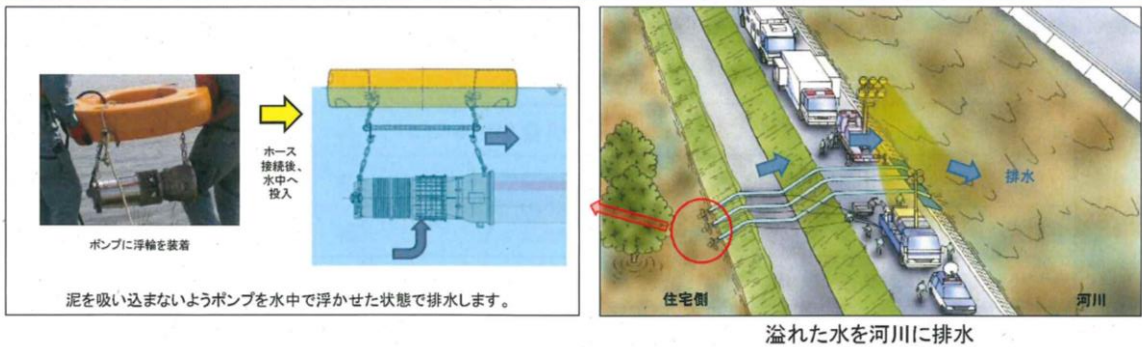 ホース
接続後、
水中へ
投入
ポンプに浮輪を装着
泥を吸い込まないようポンプを水中で浮かせた状態で排水します。
排水
住宅側
河川
溢れた水を河川に排水